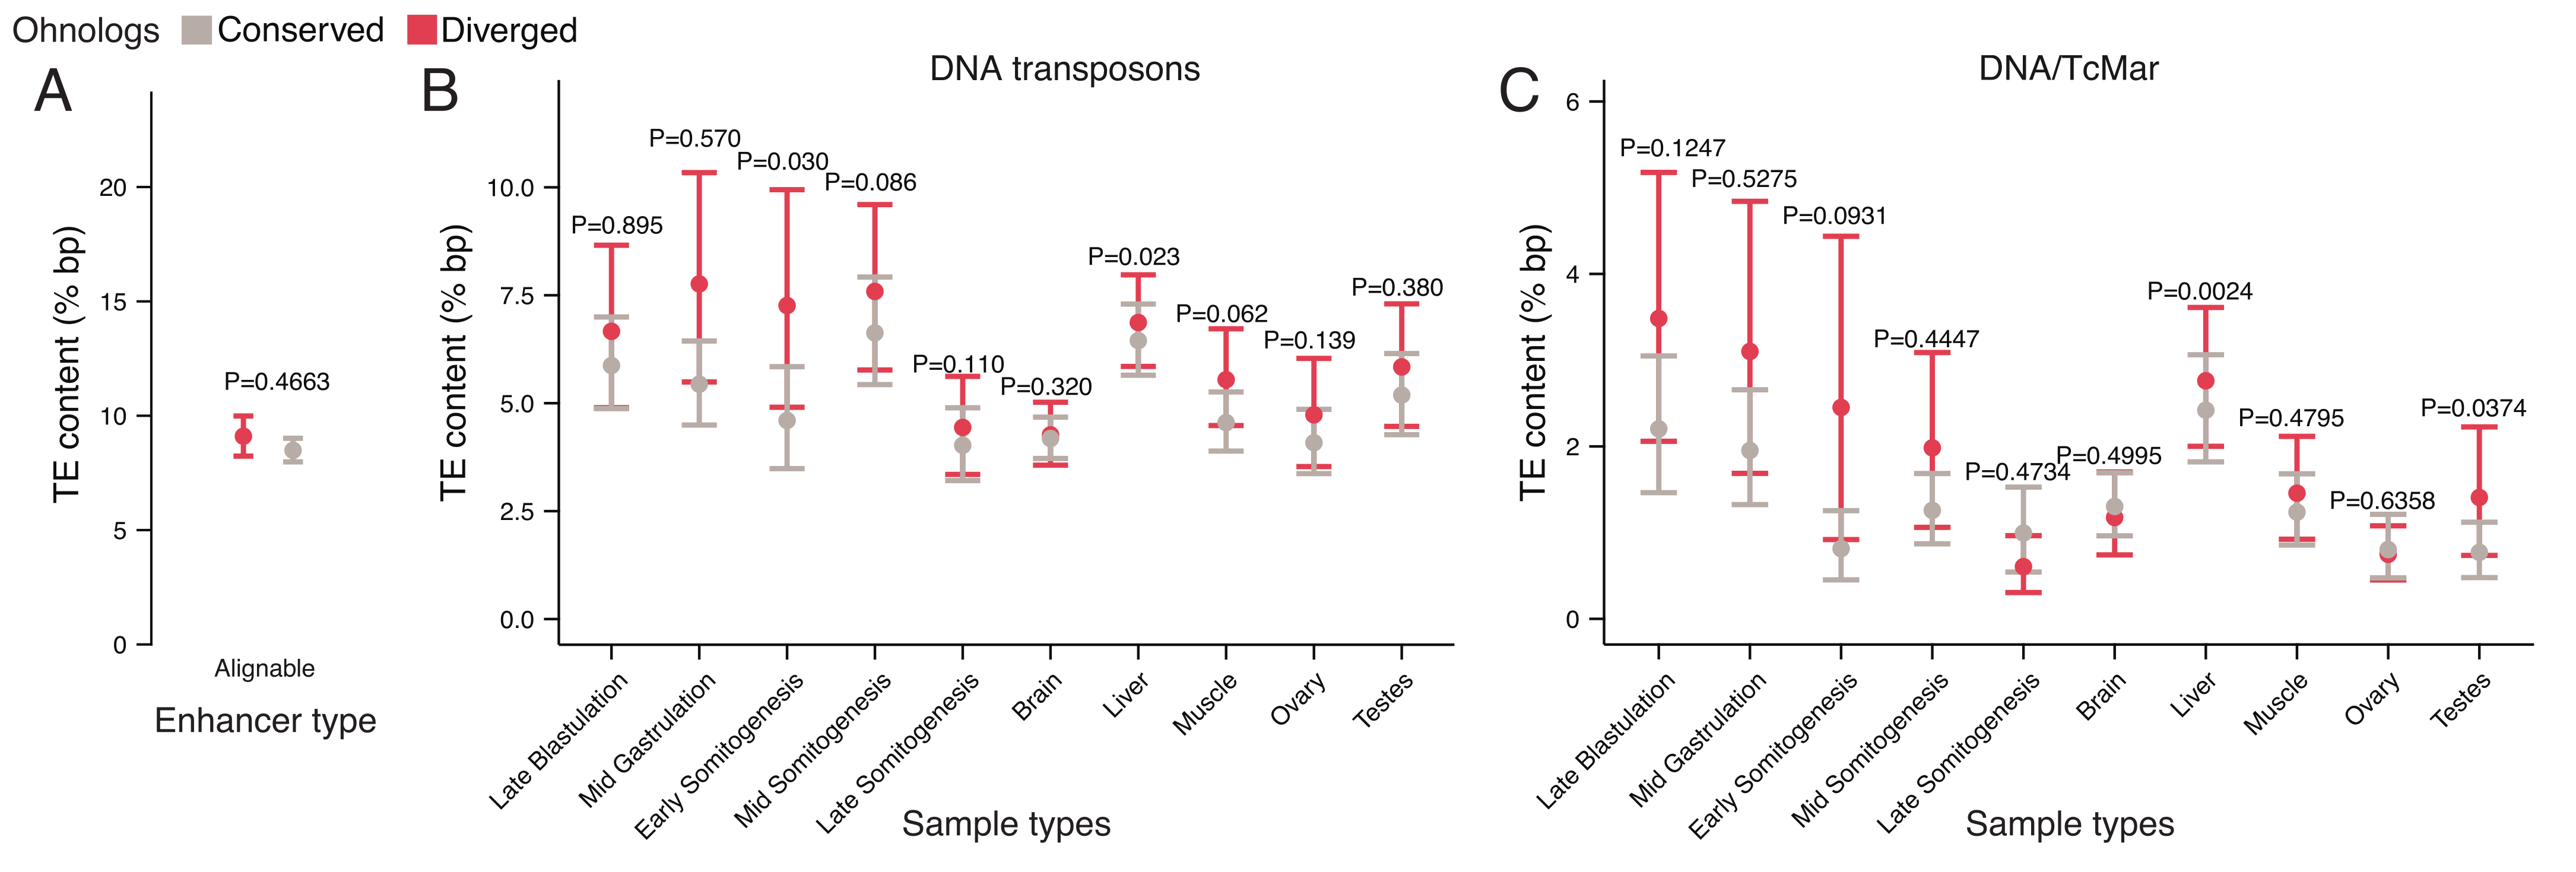 Ohnologs Conserved Diverged
A
TE content (% bp)
20
15
10
5
0
P=0.4663
Alignable
Enhancer type
B
DNA transposons
TE content (% bp)
10.0
7.5
5.0
2.5
0.0
P=0.895
P=0.570
P=0.030
P=0.086
P=0.110
P=0.320
P=0.023
P=0.062
P=0.139
P=0.380
Late Blastulation
Mid Gastrulation
Early Somitogenesis
Mid Somitogenesis
Late Somitogenesis
Brain
Liver
Muscle
Ovary
Testes
Sample types
C
DNA/TcMar
TE content (% bp)
6
4
2
0
P=0.1247
P=0.5275
P=0.0931
P=0.4447
P=0.4734
P=0.4995
P=0.0024
P=0.4795
P=0.6358
P=0.0374
Late Blastulation
Mid Gastrulation
Early Somitogenesis
Mid Somitogenesis
Late Somitogenesis
Brain
Liver
Muscle
Ovary
Testes
Sample types